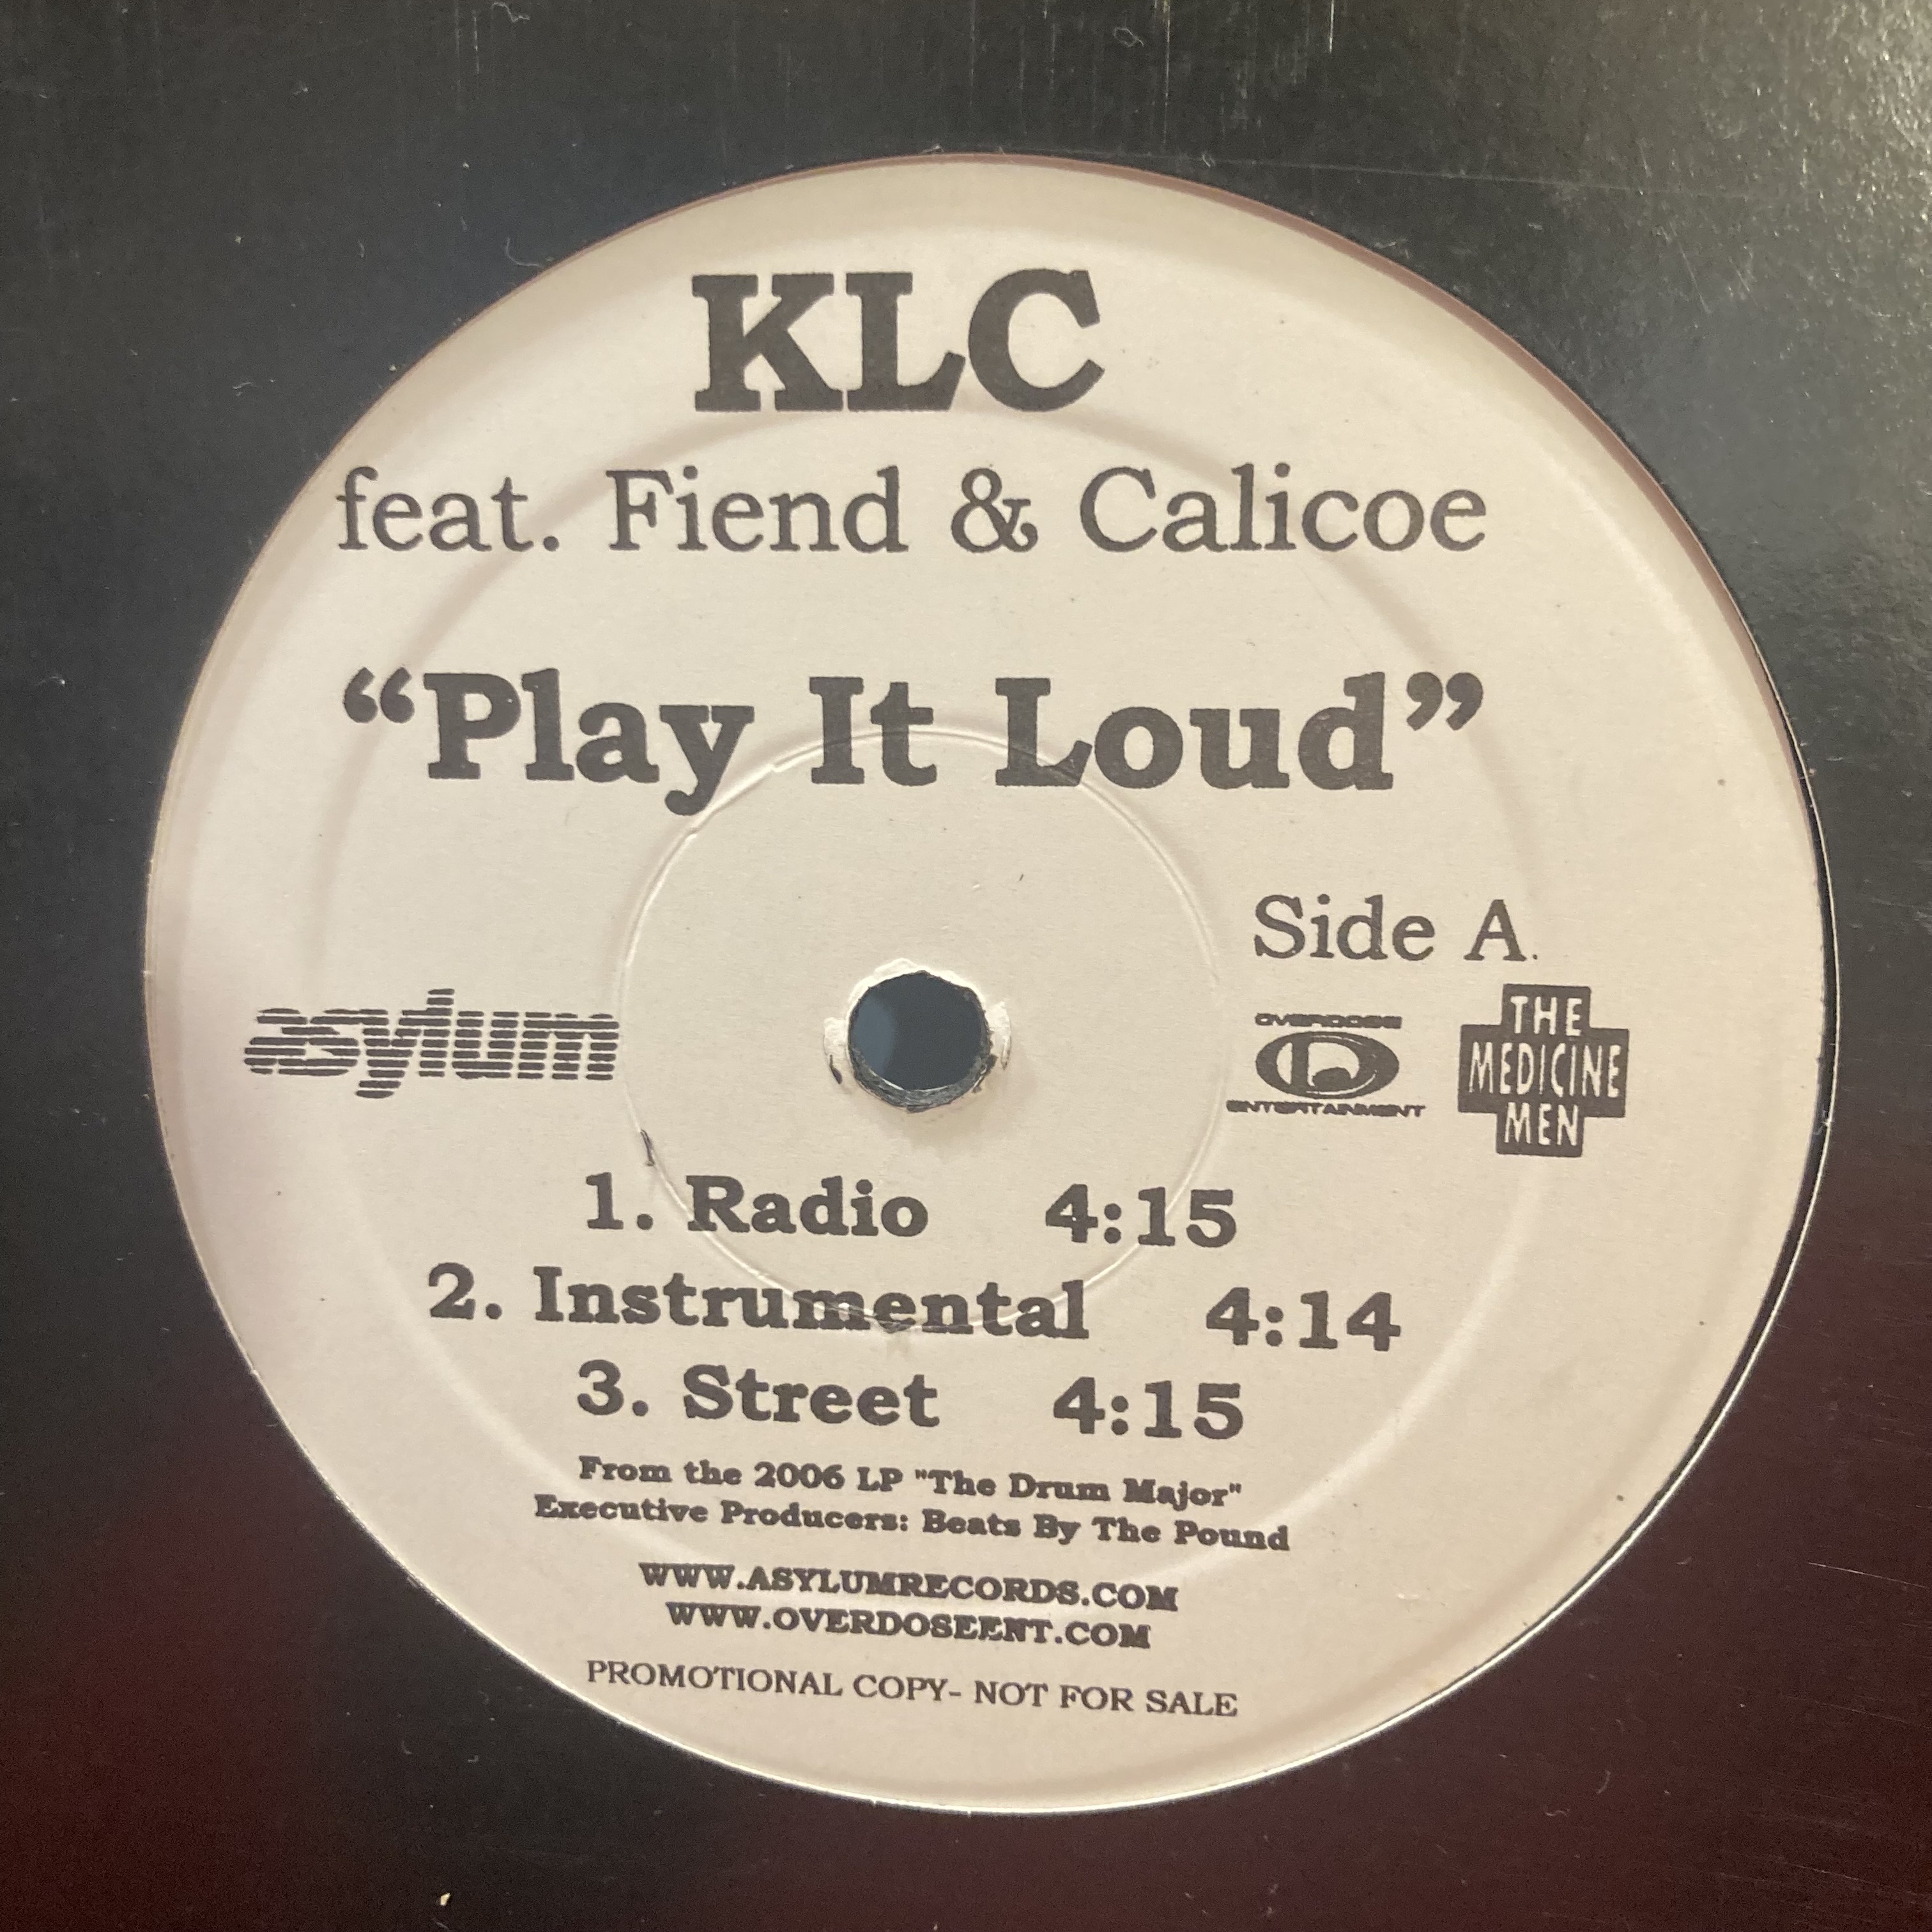 KLC
feat. Fiend & Calicoe
“Play It Loud”
Side A.
asylum
OVERDOSE
ENTERTAINMENT
THE
MEDICINE
MEN
1. Radio 4:15
2. Instrumental 4:14
3. Street 4:15
From the 2006 LP "The Drum Major"
Executive Producers: Beats By The Pound
WWW.ASYLUMRECORDS.COM
WWW.OVERDOSEENT.COM
PROMOTIONAL COPY- NOT FOR SALE